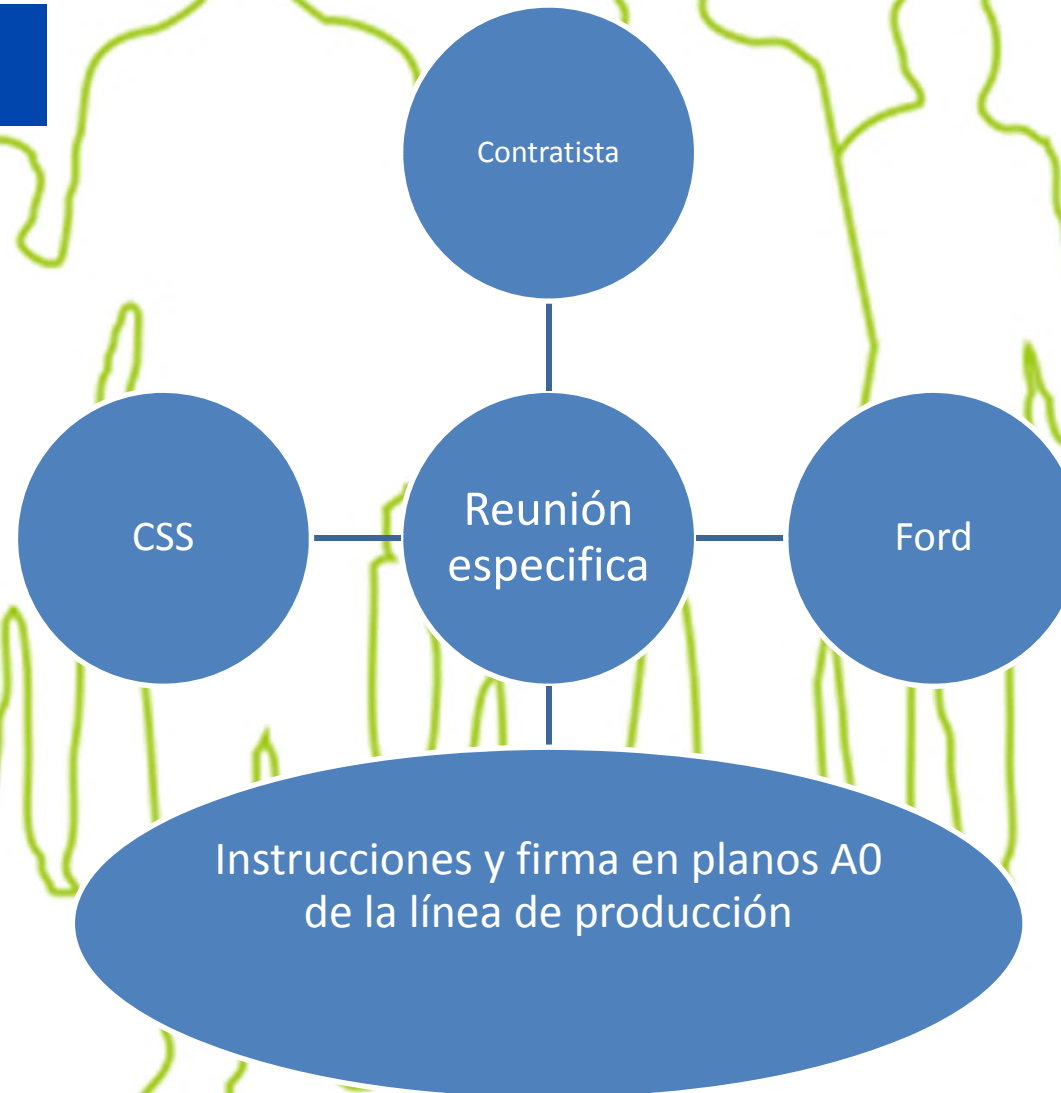 Contratista
CSS
Reunión
especifica
Ford
Instrucciones y firma en planos A0
de la línea de producción